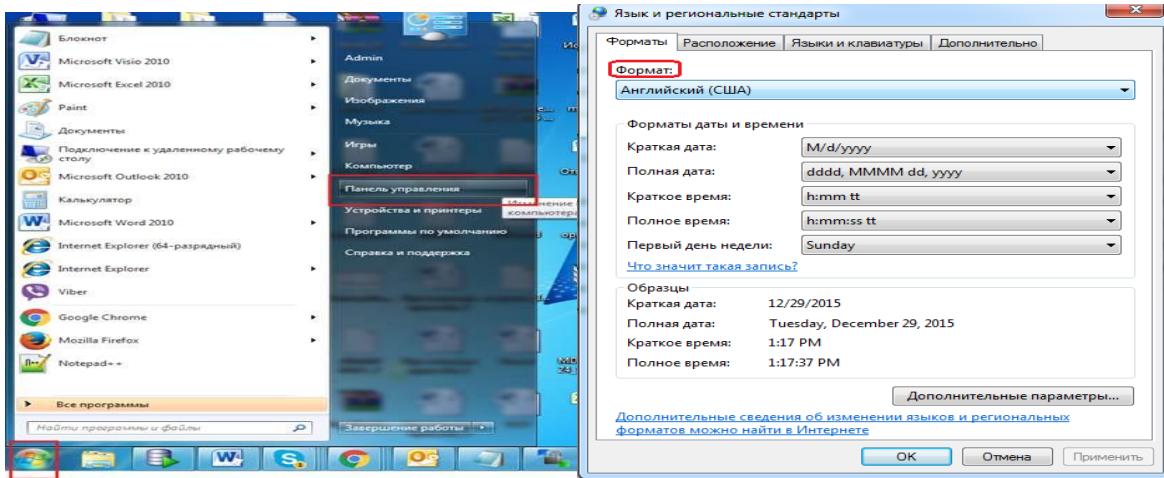 Блокнот
Microsoft Visio 2010
Microsoft Excel 2010
Paint
Документы
Подключение к удаленному рабочему
столу
Microsoft Outlook 2010
Калькулятор
Microsoft Word 2010
Internet Explorer (64-разрядный)
Internet Explorer
Viber
Google Chrome
Mozilla Firefox
Notepad++
Все программы
Найти программы и файлы
Admin
Документы
Изображения
Музыка
Игры
Компьютер
Панель управления
Устройства и принтеры
Программы по умолчанию
Справка и поддержка
Завершение работы
Язык и региональные стандарты
Форматы Расположение Языки и клавиатуры Дополнительно
Формат:
Английский (США)
Форматы даты и времени
Краткая дата: M/d/yyyy
Полная дата: dddd, MMMM dd, yyyy
Краткое время: h:mm tt
Полное время: h:mm:ss tt
Первый день недели: Sunday
Что значит такая запись?
Образцы
Краткая дата: 12/29/2015
Полная дата: Tuesday, December 29, 2015
Краткое время: 1:17 PM
Полное время: 1:17:37 PM
Дополнительные параметры...
Дополнительные сведения об изменении языков и региональных
форматов можно найти в Интернете
OK Отмена Применить